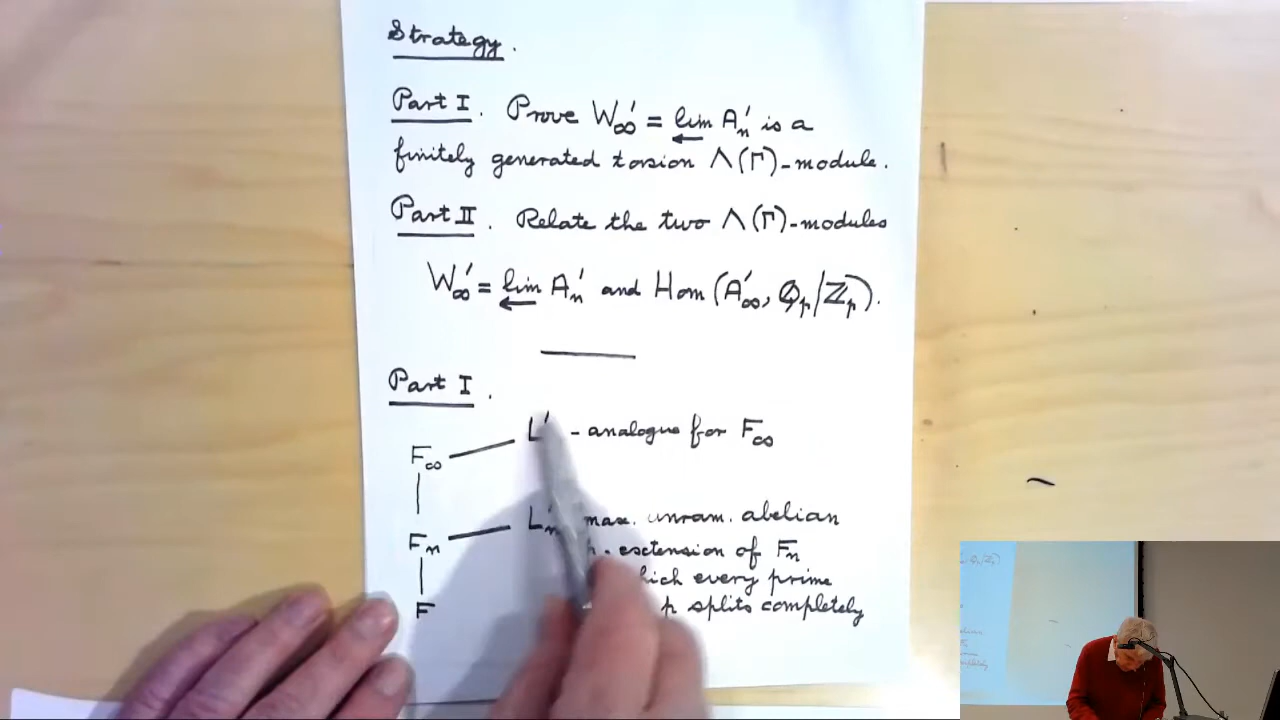 Strategy.
Part I. Prove W'∞ = lim← A'n is a
finitely generated torsion Λ(Γ)-module.
Part II. Relate the two Λ(Γ)-modules
W'∞ = lim← A'n and Hom(A'∞, ℚp/ℤp).
Part I.
F∞ — L' - analogue for F∞
Fn — L'n max. unram. abelian
p-extension of Fn
every prime
F p splits completely